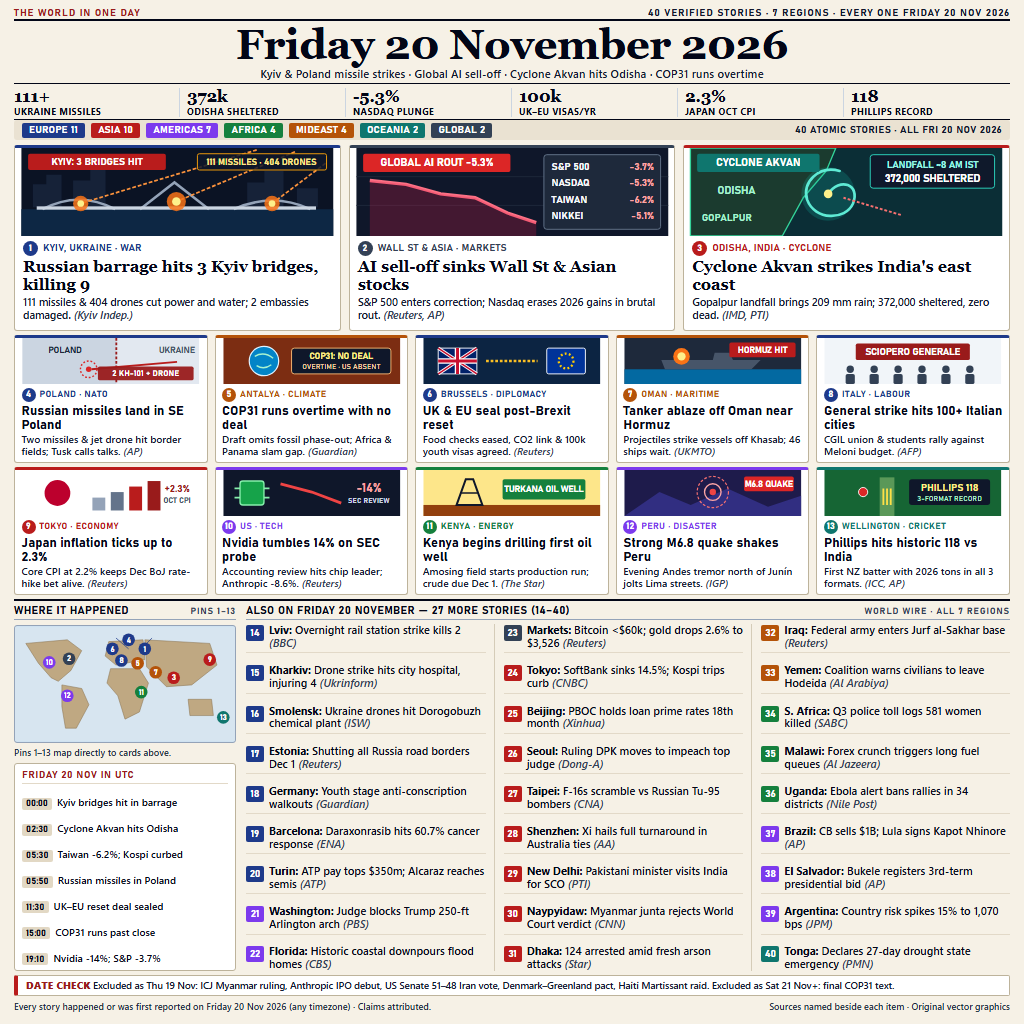 THE WORLD IN ONE DAY
40 VERIFIED STORIES · 7 REGIONS · EVERY ONE FRIDAY 20 NOV 2026
Friday 20 November 2026
Kyiv & Poland missile strikes · Global AI sell-off · Cyclone Akvan hits Odisha · COP31 runs overtime
111+
UKRAINE MISSILES
372k
ODISHA SHELTERED
-5.3%
NASDAQ PLUNGE
100k
UK–EU VISAS/YR
2.3%
JAPAN OCT CPI
118
PHILLIPS RECORD
EUROPE 11
ASIA 10
AMERICAS 7
AFRICA 4
MIDEAST 4
OCEANIA 2
GLOBAL 2
40 ATOMIC STORIES · ALL FRI 20 NOV 2026
KYIV: 3 BRIDGES HIT
111 MISSILES · 404 DRONES
1 KYIV, UKRAINE · WAR
Russian barrage hits 3 Kyiv bridges,
killing 9
111 missiles & 404 drones cut power and water; 2 embassies
damaged. (Kyiv Indep.)
GLOBAL AI ROUT -5.3%
S&P 500 -3.7%
NASDAQ -5.3%
TAIWAN -6.2%
NIKKEI -5.1%
2 WALL ST & ASIA · MARKETS
AI sell-off sinks Wall St & Asian
stocks
S&P 500 enters correction; Nasdaq erases 2026 gains in brutal
rout. (Reuters, AP)
CYCLONE AKVAN
ODISHA
GOPALPUR
LANDFALL ~8 AM IST
372,000 SHELTERED
3 ODISHA, INDIA · CYCLONE
Cyclone Akvan strikes India's east
coast
Gopalpur landfall brings 209 mm rain; 372,000 sheltered, zero
dead. (IMD, PTI)
POLAND
UKRAINE
2 KH-101 + DRONE
4 POLAND · NATO
Russian missiles land in SE
Poland
Two missiles & jet drone hit border
fields; Tusk calls talks. (AP)
COP31: NO DEAL
OVERTIME · US ABSENT
5 ANTALYA · CLIMATE
COP31 runs overtime with no
deal
Draft omits fossil phase-out; Africa &
Panama slam gap. (Guardian)
6 BRUSSELS · DIPLOMACY
UK & EU seal post-Brexit
reset
Food checks eased, CO2 link & 100k
youth visas agreed. (Reuters)
HORMUZ HIT
7 OMAN · MARITIME
Tanker ablaze off Oman near
Hormuz
Projectiles strike vessels off Khasab; 46
ships wait. (UKMTO)
SCIOPERO GENERALE
8 ITALY · LABOUR
General strike hits 100+ Italian
cities
CGIL union & students rally against
Meloni budget. (AFP)
+2.3%
OCT CPI
9 TOKYO · ECONOMY
Japan inflation ticks up to
2.3%
Core CPI at 2.2% keeps Dec BoJ rate-
hike bet alive. (Reuters)
-14%
SEC REVIEW
10 US · TECH
Nvidia tumbles 14% on SEC
probe
Accounting review hits chip leader;
Anthropic -8.6%. (Reuters)
TURKANA OIL WELL
11 KENYA · ENERGY
Kenya begins drilling first oil
well
Amosing field starts production run;
crude due Dec 1. (The Star)
M6.8 QUAKE
12 PERU · DISASTER
Strong M6.8 quake shakes
Peru
Evening Andes tremor north of Junín
jolts Lima streets. (IGP)
PHILLIPS 118
3-FORMAT RECORD
13 WELLINGTON · CRICKET
Phillips hits historic 118 vs
India
First NZ batter with 2026 tons in all 3
formats. (ICC, AP)
WHERE IT HAPPENED
PINS 1–13
4
6
1
8
5
10
2
7
9
3
11
12
13
Pins 1–13 map directly to cards above.
FRIDAY 20 NOV IN UTC
00:00 Kyiv bridges hit in barrage
02:30 Cyclone Akvan hits Odisha
05:30 Taiwan -6.2%; Kospi curbed
05:50 Russian missiles in Poland
11:30 UK–EU reset deal sealed
15:00 COP31 runs past close
19:10 Nvidia -14%; S&P -3.7%
ALSO ON FRIDAY 20 NOVEMBER — 27 MORE STORIES (14–40)
WORLD WIRE · ALL 7 REGIONS
14 Lviv: Overnight rail station strike kills 2
(BBC)
15 Kharkiv: Drone strike hits city hospital,
injuring 4 (Ukrinform)
16 Smolensk: Ukraine drones hit Dorogobuzh
chemical plant (ISW)
17 Estonia: Shutting all Russia road borders
Dec 1 (Reuters)
18 Germany: Youth stage anti-conscription
walkouts (Guardian)
19 Barcelona: Daraxonrasib hits 60.7% cancer
response (ENA)
20 Turin: ATP pay tops $350m; Alcaraz reaches
semis (ATP)
21 Washington: Judge blocks Trump 250-ft
Arlington arch (PBS)
22 Florida: Historic coastal downpours flood
homes (CBS)
23 Markets: Bitcoin <$60k; gold drops 2.6% to
$3,526 (Reuters)
24 Tokyo: SoftBank sinks 14.5%; Kospi trips
curb (CNBC)
25 Beijing: PBOC holds loan prime rates 18th
month (Xinhua)
26 Seoul: Ruling DPK moves to impeach top
judge (Dong-A)
27 Taipei: F-16s scramble vs Russian Tu-95
bombers (CNA)
28 Shenzhen: Xi hails full turnaround in
Australia ties (AA)
29 New Delhi: Pakistani minister visits India
for SCO (PTI)
30 Naypyidaw: Myanmar junta rejects World
Court verdict (CNN)
31 Dhaka: 124 arrested amid fresh arson
attacks (Star)
32 Iraq: Federal army enters Jurf al-Sakhar base
(Reuters)
33 Yemen: Coalition warns civilians to leave
Hodeida (Al Arabiya)
34 S. Africa: Q3 police toll logs 581 women
killed (SABC)
35 Malawi: Forex crunch triggers long fuel
queues (Al Jazeera)
36 Uganda: Ebola alert bans rallies in 34
districts (Nile Post)
37 Brazil: CB sells $1B; Lula signs Kapot Nhinore
(AP)
38 El Salvador: Bukele registers 3rd-term
presidential bid (AP)
39 Argentina: Country risk spikes 15% to 1,070
bps (JPM)
40 Tonga: Declares 27-day drought state
emergency (PMN)
DATE CHECK Excluded as Thu 19 Nov: ICJ Myanmar ruling, Anthropic IPO debut, US Senate 51–48 Iran vote, Denmark–Greenland pact, Haiti Martissant raid. Excluded as Sat 21 Nov+: final COP31 text.
Every story happened or was first reported on Friday 20 Nov 2026 (any timezone) · Claims attributed.
Sources named beside each item · Original vector graphics